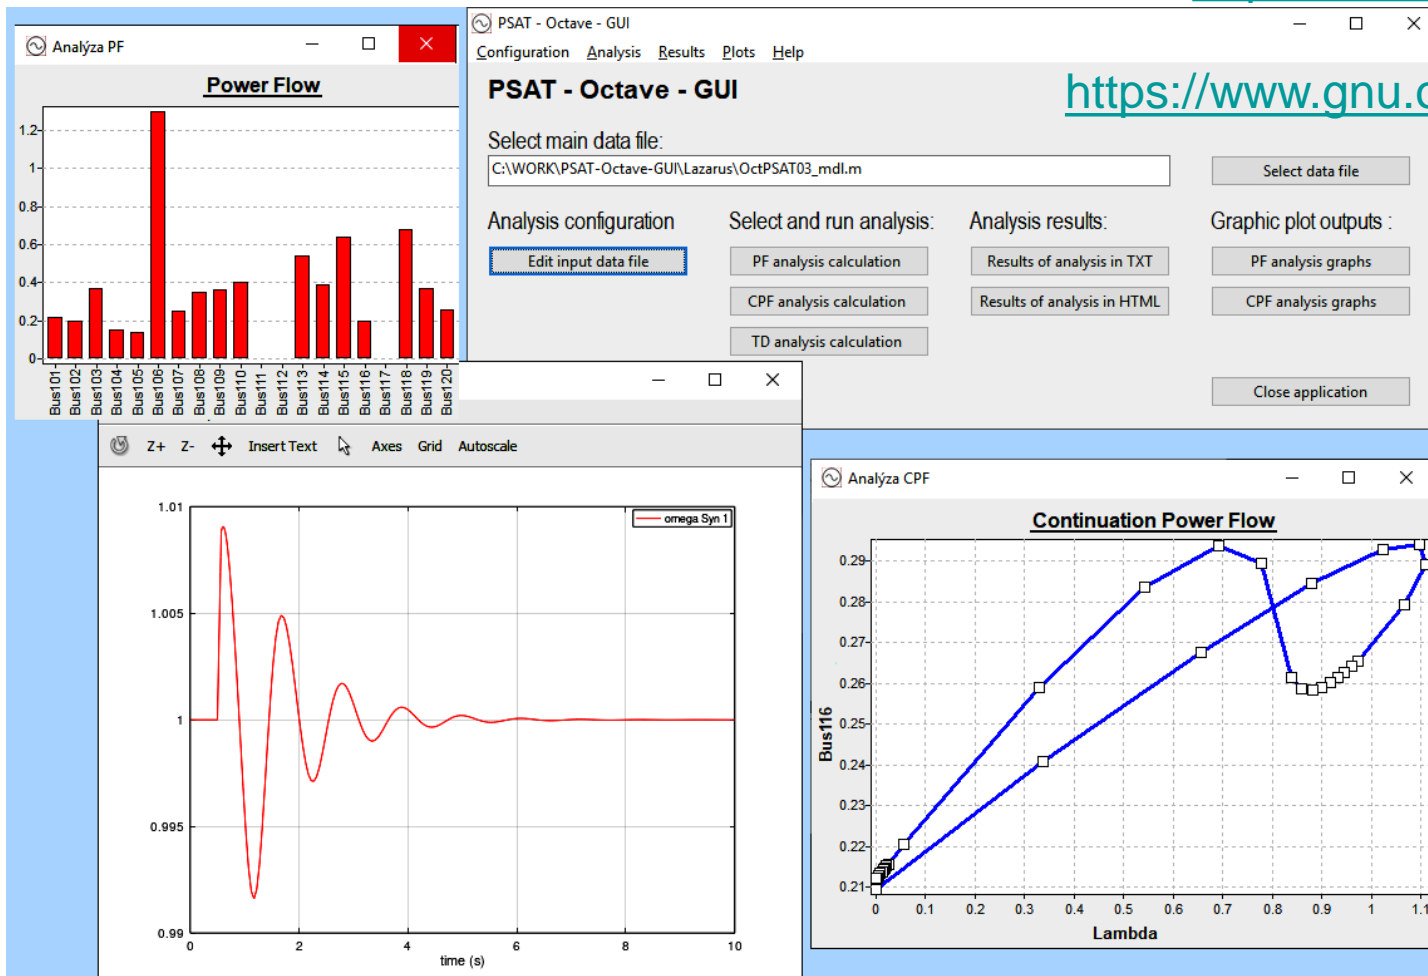 Analýza PF
Power Flow
1.2
1
0.8
0.6
0.4
0.2
0
Bus101
Bus102
Bus103
Bus104
Bus105
Bus106
Bus107
Bus108
Bus109
Bus110
Bus111
Bus112
Bus113
Bus114
Bus115
Bus116
Bus117
Bus118
Bus119
Bus120
PSAT - Octave - GUI
Configuration Analysis Results Plots Help
PSAT - Octave - GUI
https://www.gnu.o
Select main data file:
C:\WORK\PSAT-Octave-GUI\Lazarus\OctPSAT03_mdl.m
Select data file
Analysis configuration
Select and run analysis:
Analysis results:
Graphic plot outputs :
Edit input data file
PF analysis calculation
Results of analysis in TXT
PF analysis graphs
CPF analysis calculation
Results of analysis in HTML
CPF analysis graphs
TD analysis calculation
Close application
Z+ Z- Insert Text Axes Grid Autoscale
omega Syn 1
1.01
1.005
1
0.995
0.99
0 2 4 6 8 10
time (s)
Analýza CPF
Continuation Power Flow
0.29
0.28
0.27
0.26
0.25
0.24
0.23
0.22
0.21
Bus116
0 0.1 0.2 0.3 0.4 0.5 0.6 0.7 0.8 0.9 1 1.1
Lambda